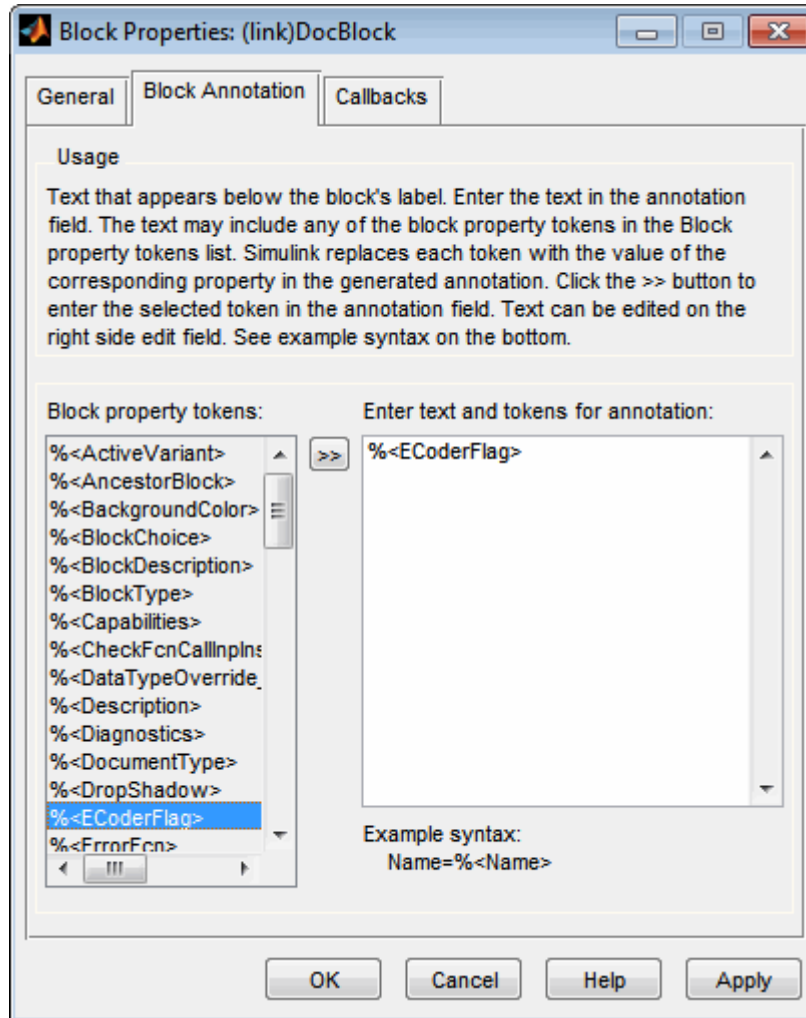 Block Properties: (link)DocBlock
General
Block Annotation
Callbacks
Usage
Text that appears below the block's label. Enter the text in the annotation
field. The text may include any of the block property tokens in the Block
property tokens list. Simulink replaces each token with the value of the
corresponding property in the generated annotation. Click the >> button to
enter the selected token in the annotation field. Text can be edited on the
right side edit field. See example syntax on the bottom.
Block property tokens:
%<ActiveVariant>
%<AncestorBlock>
%<BackgroundColor>
%<BlockChoice>
%<BlockDescription>
%<BlockType>
%<Capabilities>
%<CheckFcnCallInpIns
%<DataTypeOverride_
%<Description>
%<Diagnostics>
%<DocumentType>
%<DropShadow>
%<ECoderFlag>
%<ErrorFcn>
>>
Enter text and tokens for annotation:
%<ECoderFlag>
Example syntax:
Name=%<Name>
OK
Cancel
Help
Apply